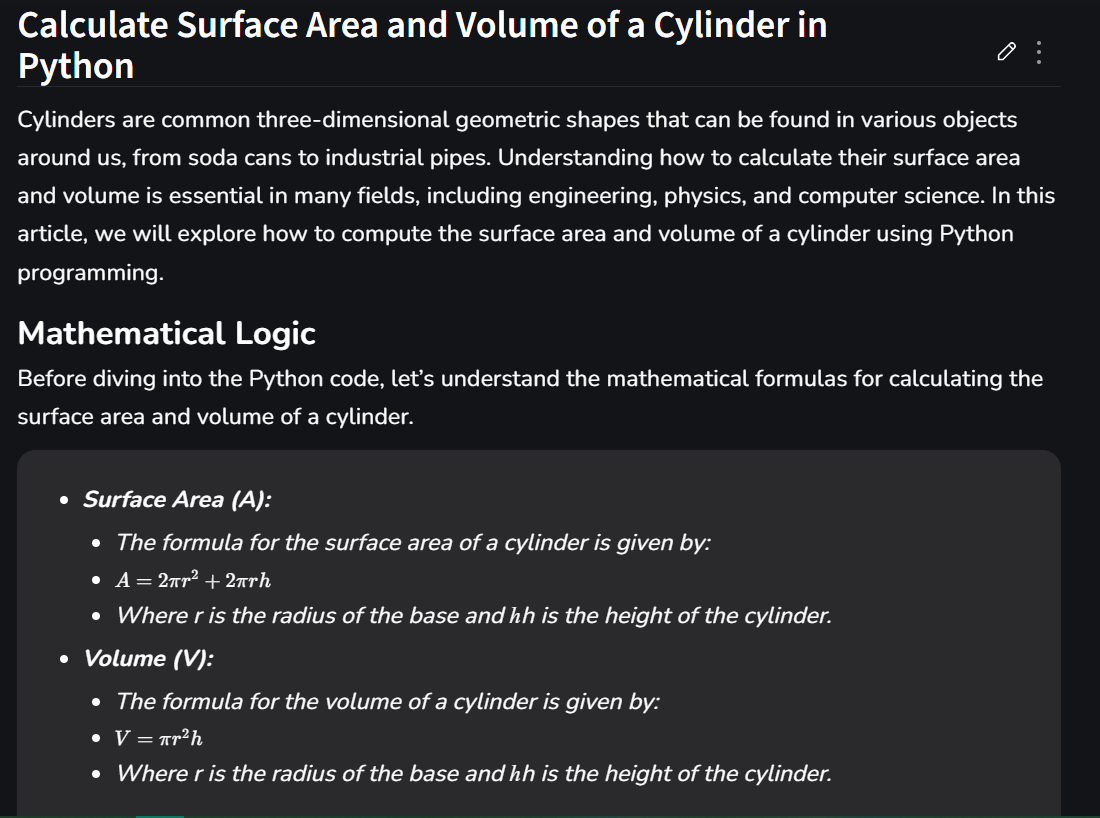 Calculate Surface Area and Volume of a Cylinder in
Python
Cylinders are common three-dimensional geometric shapes that can be found in various objects
around us, from soda cans to industrial pipes. Understanding how to calculate their surface area
and volume is essential in many fields, including engineering, physics, and computer science. In this
article, we will explore how to compute the surface area and volume of a cylinder using Python
programming.
Mathematical Logic
Before diving into the Python code, let’s understand the mathematical formulas for calculating the
surface area and volume of a cylinder.
• Surface Area (A):
• The formula for the surface area of a cylinder is given by:
• A = 2πr² + 2πrh
• Where r is the radius of the base and hh is the height of the cylinder.
• Volume (V):
• The formula for the volume of a cylinder is given by:
• V = πr²h
• Where r is the radius of the base and hh is the height of the cylinder.